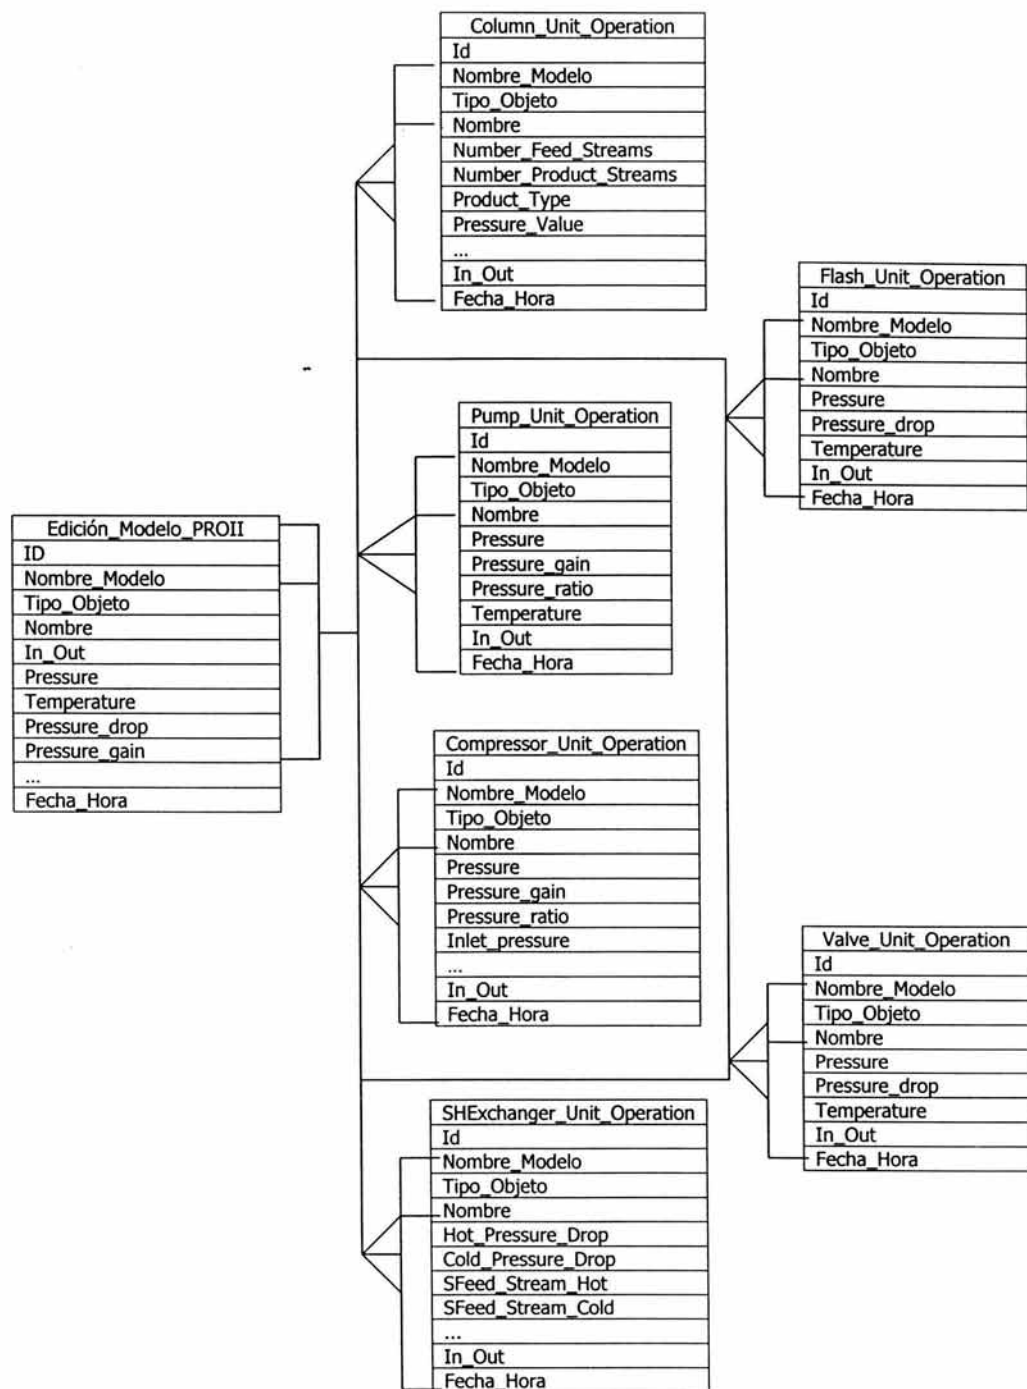 Column_Unit_Operation
Id
Nombre_Modelo
Tipo_Objeto
Nombre
Number_Feed_Streams
Number_Product_Streams
Product_Type
Pressure_Value
...
In_Out
Fecha_Hora
Flash_Unit_Operation
Id
Nombre_Modelo
Tipo_Objeto
Nombre
Pressure
Pressure_drop
Temperature
In_Out
Fecha_Hora
Pump_Unit_Operation
Id
Nombre_Modelo
Tipo_Objeto
Nombre
Pressure
Pressure_gain
Pressure_ratio
Temperature
In_Out
Fecha_Hora
Edición_Modelo_PROII
ID
Nombre_Modelo
Tipo_Objeto
Nombre
In_Out
Pressure
Temperature
Pressure_drop
Pressure_gain
...
Fecha_Hora
Compressor_Unit_Operation
Id
Nombre_Modelo
Tipo_Objeto
Nombre
Pressure
Pressure_gain
Pressure_ratio
Inlet_pressure
...
In_Out
Fecha_Hora
Valve_Unit_Operation
Id
Nombre_Modelo
Tipo_Objeto
Nombre
Pressure
Pressure_drop
Temperature
In_Out
Fecha_Hora
SHExchanger_Unit_Operation
Id
Nombre_Modelo
Tipo_Objeto
Nombre
Hot_Pressure_Drop
Cold_Pressure_Drop
SFeed_Stream_Hot
SFeed_Stream_Cold
...
In_Out
Fecha_Hora